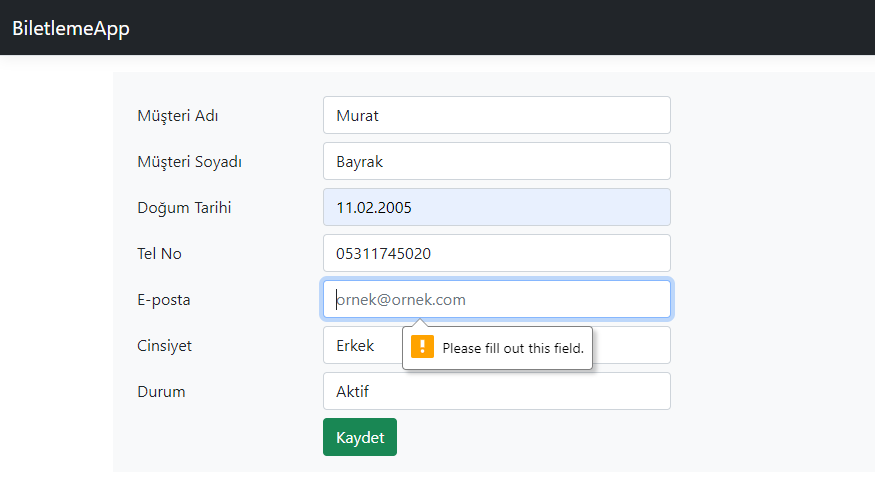 BiletlemeApp
Müşteri Adı Murat
Müşteri Soyadı Bayrak
Doğum Tarihi 11.02.2005
Tel No 05311745020
E-posta ornek@ornek.com
Cinsiyet Erkek
! Please fill out this field.
Durum Aktif
Kaydet